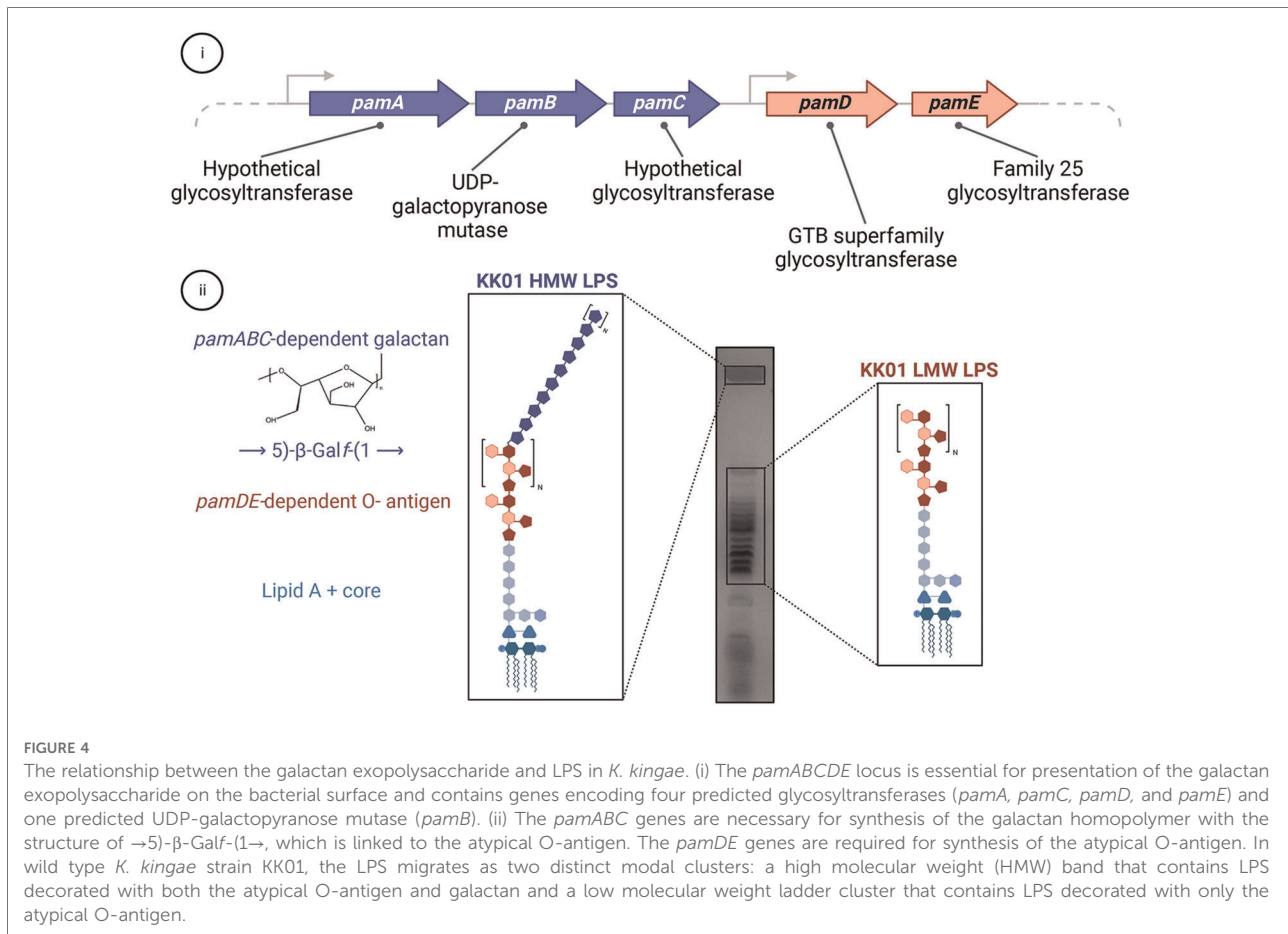 i
pamA pamB pamC pamD pamE
Hypothetical
glycosyltransferase
UDP-
galactopyranose
mutase
Hypothetical
glycosyltransferase
GTB superfamily
glycosyltransferase
Family 25
glycosyltransferase
ii
pamABC-dependent galactan
O
O
OH
HO
HO
OH
n
→ 5)-β-Galf-(1 →
pamDE-dependent O- antigen
Lipid A + core
KK01 HMW LPS
N
N
KK01 LMW LPS
N
FIGURE 4
The relationship between the galactan exopolysaccharide and LPS in K. kingae. (i) The pamABCDE locus is essential for presentation of the galactan
exopolysaccharide on the bacterial surface and contains genes encoding four predicted glycosyltransferases (pamA, pamC, pamD, and pamE) and
one predicted UDP-galactopyranose mutase (pamB). (ii) The pamABC genes are necessary for synthesis of the galactan homopolymer with the
structure of →5)-β-Galf-(1→, which is linked to the atypical O-antigen. The pamDE genes are required for synthesis of the atypical O-antigen. In
wild type K. kingae strain KK01, the LPS migrates as two distinct modal clusters: a high molecular weight (HMW) band that contains LPS
decorated with both the atypical O-antigen and galactan and a low molecular weight ladder cluster that contains LPS decorated with only the
atypical O-antigen.